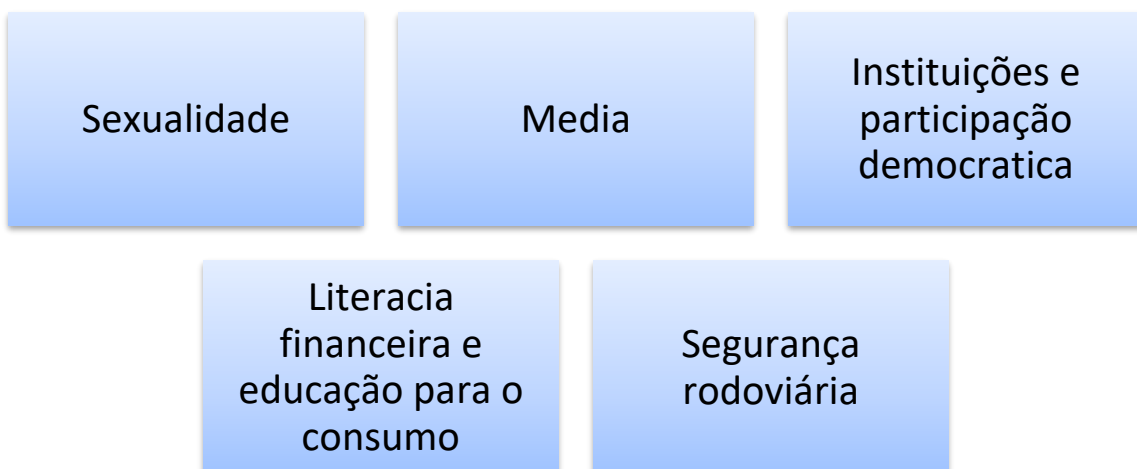 Sexualidade
Media
Instituições e
participação
democratica
Literacia
financeira e
educação para o
consumo
Segurança
rodoviária